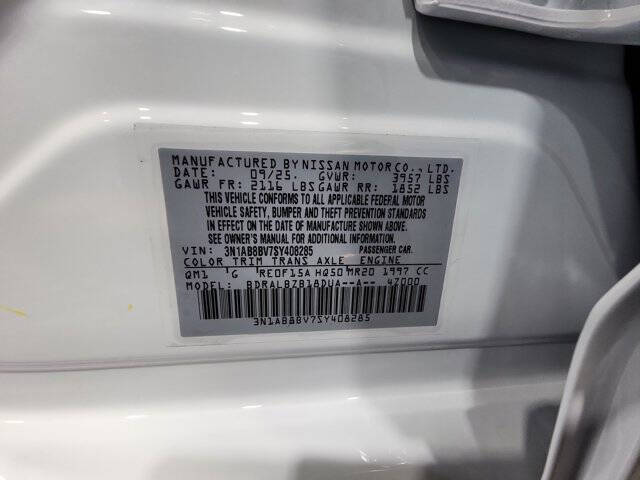 MANUFACTURED BY NISSAN MOTOR CO., LTD.
DATE: 09/25. GVWR: 3957 LBS
GAWR FR: 2116 LBS GAWR RR: 1852 LBS
THIS VEHICLE CONFORMS TO ALL APPLICABLE FEDERAL MOTOR
VEHICLE SAFETY, BUMPER AND THEFT PREVENTION STANDARDS
IN EFFECT ON THE DATE OF MANUFACTURE SHOWN ABOVE.
SEE OWNER'S MANUAL FOR ADDITIONAL INFORMATION.
VIN: 3N1AB8BV7SY408285 PASSENGER CAR.
COLOR TRIM TRANS AXLE ENGINE
QM1 G RE0F15A HQ50 MR20 1997 CC
MODEL: BDRALBZB18DUA--A-- 4Z000
3N1AB8BV7SY408285